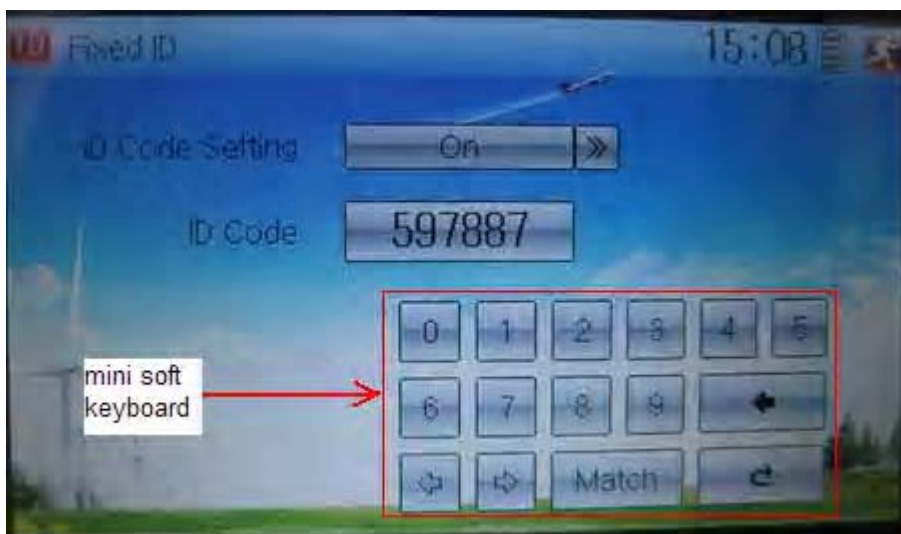 Fixed ID
15:08
ID Code Setting
On
ID Code
597887
0 1 2 3 4 5
mini soft
keyboard
6 7 8 9
Match